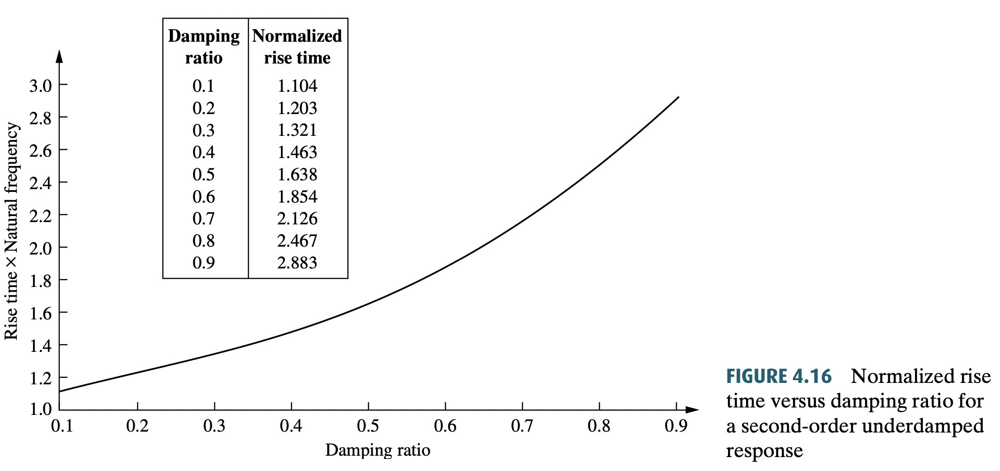 Damping ratio Normalized rise time
0.1 1.104
0.2 1.203
0.3 1.321
0.4 1.463
0.5 1.638
0.6 1.854
0.7 2.126
0.8 2.467
0.9 2.883
Rise time × Natural frequency
3.0
2.8
2.6
2.4
2.2
2.0
1.8
1.6
1.4
1.2
1.0
0.1 0.2 0.3 0.4 0.5 0.6 0.7 0.8 0.9
Damping ratio
FIGURE 4.16 Normalized rise
time versus damping ratio for
a second-order underdamped
response